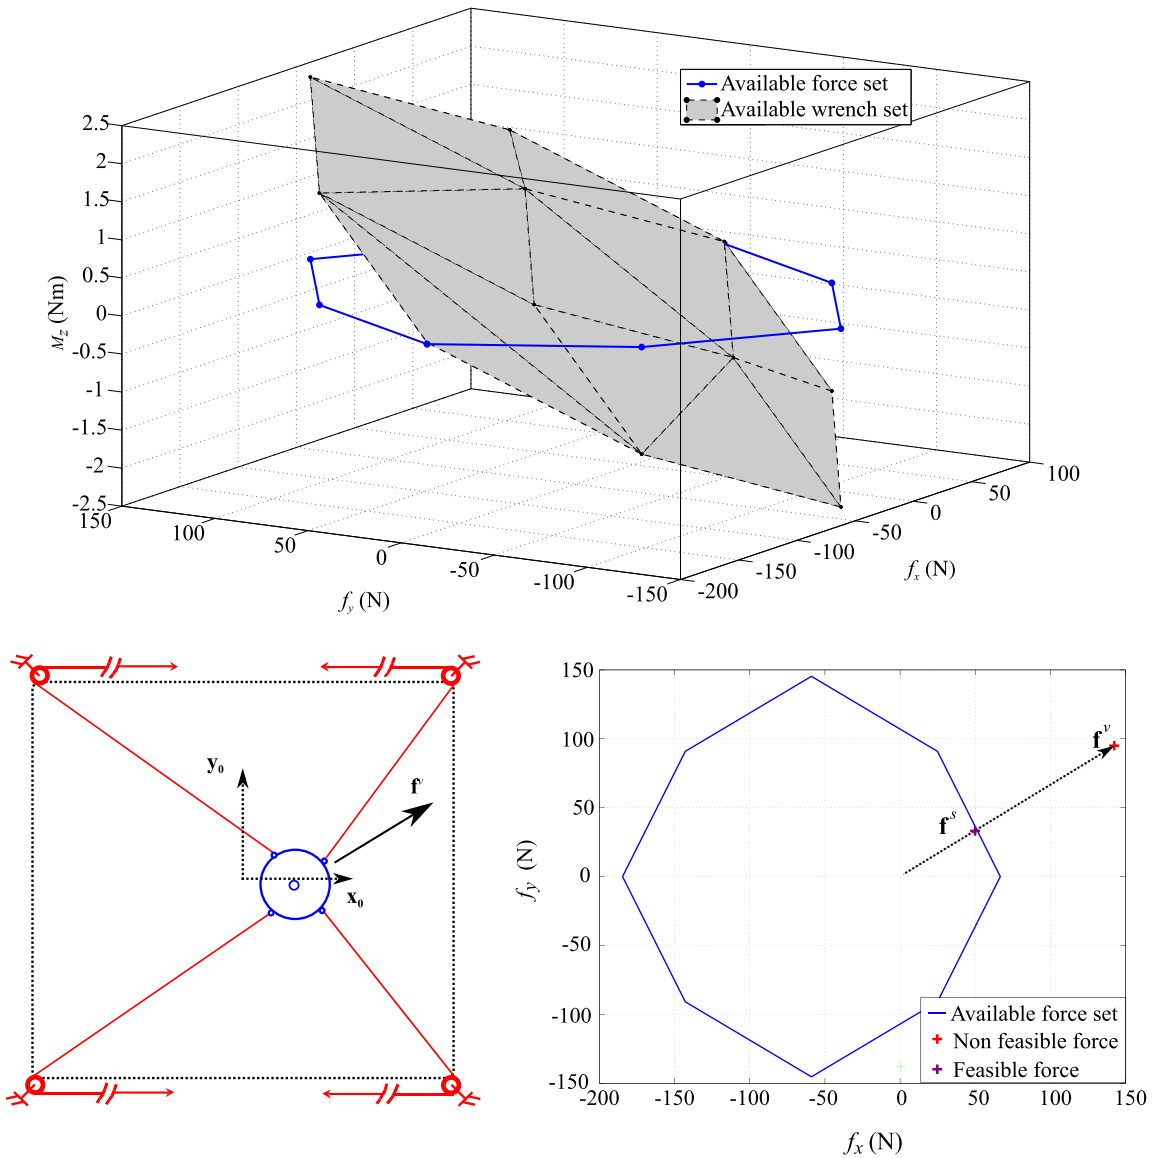 Available force set
Available wrench set
2.5
2
1.5
1
0.5
0
-0.5
-1
-1.5
-2
-2.5
M_z (Nm)
150
100
50
0
-50
-100
-150
f_y (N)
-200
-150
-100
-50
0
50
100
f_x (N)
y₀
x₀
f^v
150
100
50
0
-50
-100
-150
f_y (N)
f^v
f^s
Available force set
Non feasible force
Feasible force
-200
-150
-100
-50
0
50
100
150
f_x (N)